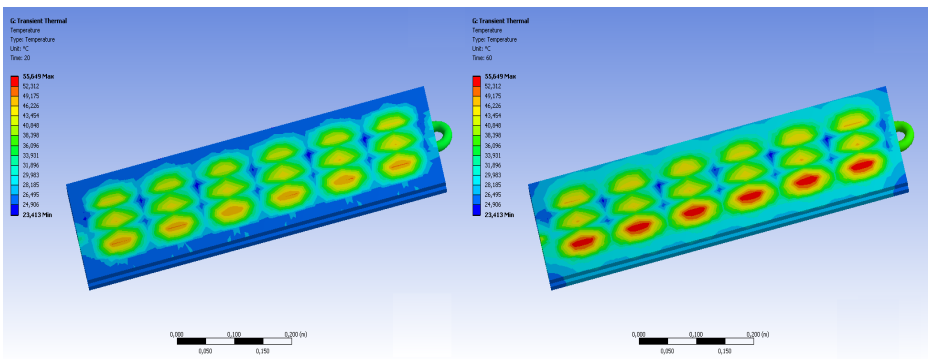 G: Transient Thermal
Temperature
Type: Temperature
Unit: °C
Time: 20
55,649 Max
52,312
49,175
46,226
43,454
40,848
38,398
36,096
33,931
31,896
29,983
28,185
26,495
24,906
23,413 Min
0,000
0,100
0,200 (m)
0,050
0,150
G: Transient Thermal
Temperature
Type: Temperature
Unit: °C
Time: 60
55,649 Max
52,312
49,175
46,226
43,454
40,848
38,398
36,096
33,931
31,896
29,983
28,185
26,495
24,906
23,413 Min
0,000
0,100
0,200 (m)
0,050
0,150